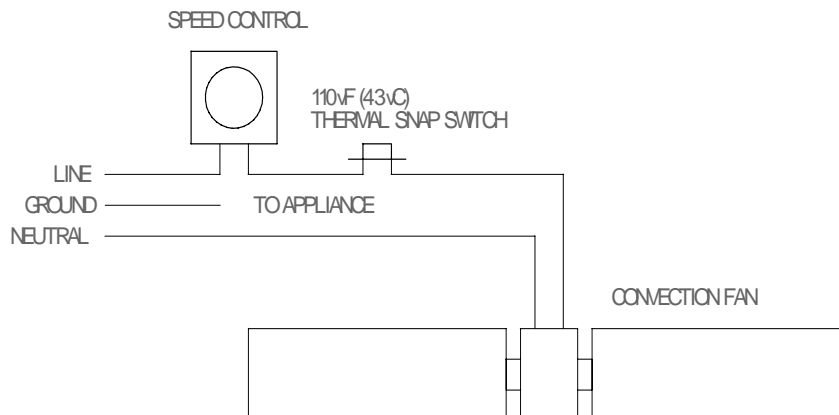 SPEED CONTROL
110vF (43vC)
THERMAL SNAP SWITCH
LINE
GROUND
TO APPLIANCE
NEUTRAL
CONVECTION FAN